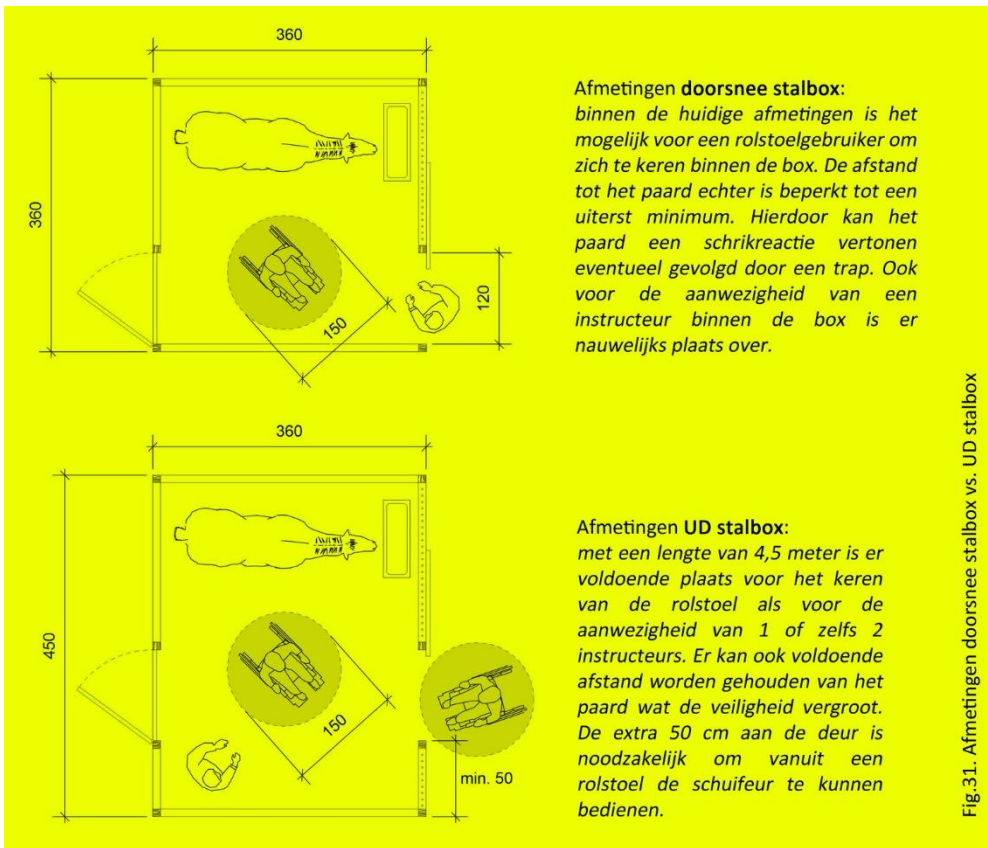 360
360
120
150
Afmetingen doorsnee stalbox:
binnen de huidige afmetingen is het
mogelijk voor een rolstoelgebruiker om
zich te keren binnen de box. De afstand
tot het paard echter is beperkt tot een
uiterst minimum. Hierdoor kan het
paard een schrikreactie vertonen
eventueel gevolgd door een trap. Ook
voor de aanwezigheid van een
instructeur binnen de box is er
nauwelijks plaats over.
360
450
150
min. 50
Afmetingen UD stalbox:
met een lengte van 4,5 meter is er
voldoende plaats voor het keren
van de rolstoel als voor de
aanwezigheid van 1 of zelfs 2
instructeurs. Er kan ook voldoende
afstand worden gehouden van het
paard wat de veiligheid vergroot.
De extra 50 cm aan de deur is
noodzakelijk om vanuit een
rolstoel de schuifeur te kunnen
bedienen.
Fig.31. Afmetingen doorsnee stalbox vs. UD stalbox